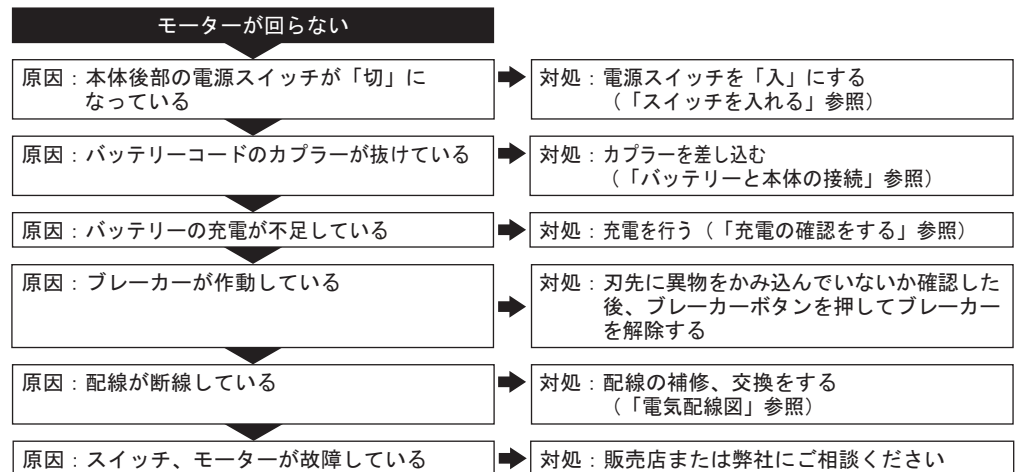 モーターが回らない
原因：本体後部の電源スイッチが「切」に
なっている
対処：電源スイッチを「入」にする
（「スイッチを入れる」参照）
原因：バッテリーコードのカプラーが抜けている
対処：カプラーを差し込む
（「バッテリーと本体の接続」参照）
原因：バッテリーの充電が不足している
対処：充電を行う（「充電の確認をする」参照）
原因：ブレーカーが作動している
対処：刃先に異物をかみ込んでいないか確認した
後、ブレーカーボタンを押してブレーカー
を解除する
原因：配線が断線している
対処：配線の補修、交換をする
（「電気配線図」参照）
原因：スイッチ、モーターが故障している
対処：販売店または弊社にご相談ください